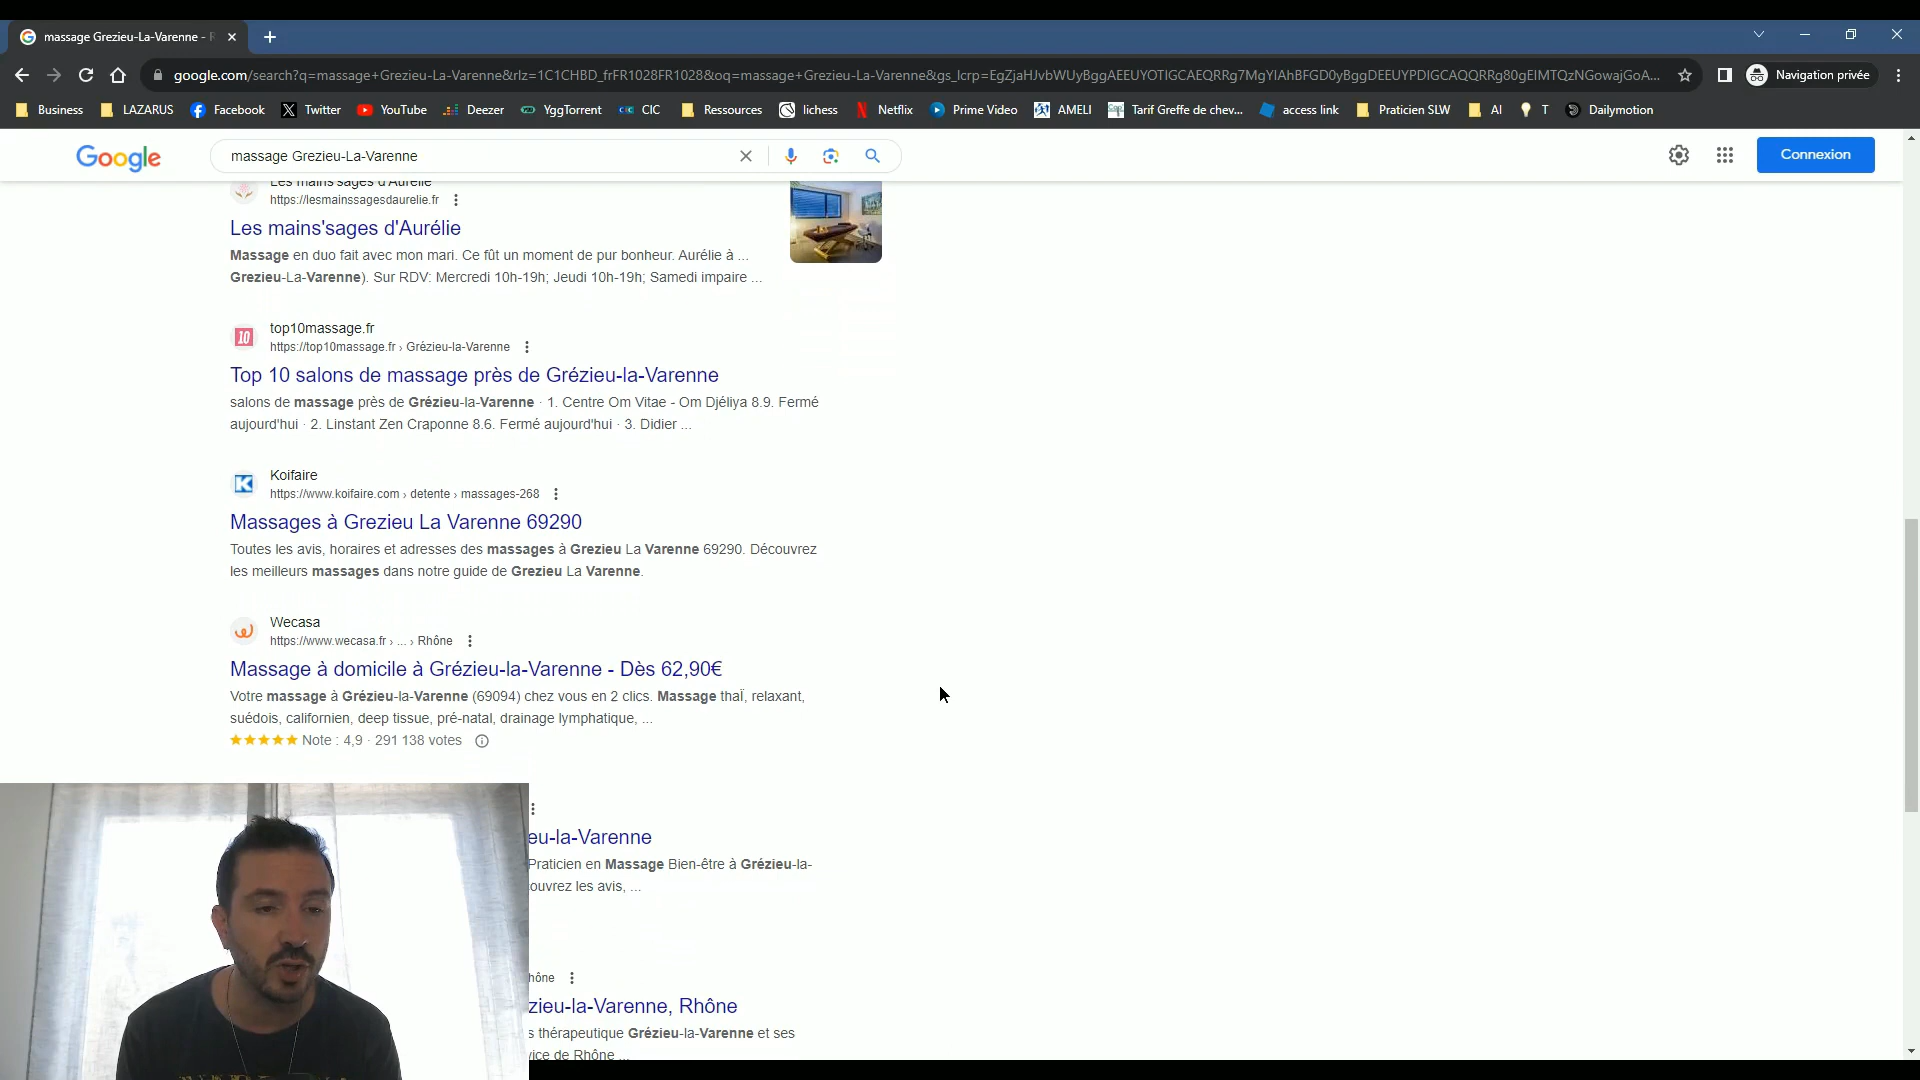 massage Grezieu-La-Varenne -
google.com/search?q=massage+Grezieu-La-Varenne&rlz=1C1CHBD_frFR1028FR1028&oq=massage+Grezieu-La-Varenne&gs_lcrp=EgZjaHJvbWUyBggAEEUYOTIGCAEQRRg7MgYIAhBFGD0yBggDEEUYPDIGCAQQRRg80gEIMTQzNGowajGoA...
Navigation privée
Business LAZARUS Facebook Twitter YouTube Deezer YggTorrent CIC Ressources lichess Netflix Prime Video AMELI Tarif Greffe de chev... access link Praticien SLW AI T Dailymotion
Google massage Grezieu-La-Varenne Connexion
Les mains'sages d'Aurélie
https://lesmainssagesdaurelie.fr
Les mains'sages d'Aurélie
Massage en duo fait avec mon mari. Ce fût un moment de pur bonheur. Aurélie à ...
Grezieu-La-Varenne). Sur RDV: Mercredi 10h-19h; Jeudi 10h-19h; Samedi impaire ...
10 top10massage.fr
https://top10massage.fr › Grézieu-la-Varenne
Top 10 salons de massage près de Grézieu-la-Varenne
salons de massage près de Grézieu-la-Varenne · 1. Centre Om Vitae - Om Djéliya 8.9. Fermé
aujourd'hui · 2. Linstant Zen Craponne 8.6. Fermé aujourd'hui · 3. Didier ...
K Koifaire
https://www.koifaire.com › detente › massages-268
Massages à Grezieu La Varenne 69290
Toutes les avis, horaires et adresses des massages à Grezieu La Varenne 69290. Découvrez
les meilleurs massages dans notre guide de Grezieu La Varenne.
Wecasa
https://www.wecasa.fr › ... › Rhône
Massage à domicile à Grézieu-la-Varenne - Dès 62,90€
Votre massage à Grézieu-la-Varenne (69094) chez vous en 2 clics. Massage thaÏ, relaxant,
suédois, californien, deep tissue, pré-natal, drainage lymphatique, ...
Note : 4,9 · 291 138 votes
eu-la-Varenne
Praticien en Massage Bien-être à Grézieu-la-
ouvrez les avis, ...
hône
zieu-la-Varenne, Rhône
s thérapeutique Grézieu-la-Varenne et ses
vice de Rhône ...